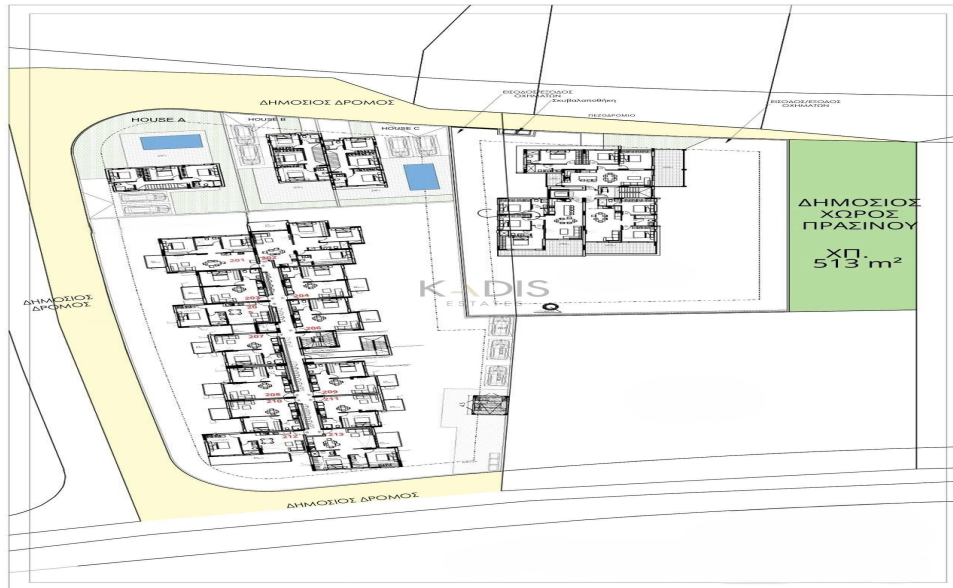 ΕΙΣΟΔΟΣ/ΕΞΟΔΟΣ
ΟΧΗΜΑΤΩΝ
Σκυβαλαποθήκη
ΕΙΣΟΔΟΣ/ΕΞΟΔΟΣ
ΟΧΗΜΑΤΩΝ
ΔΗΜΟΣΙΟΣ ΔΡΟΜΟΣ
ΠΕΖΟΔΡΟΜΙΟ
HOUSE A
HOUSE B
HOUSE C
ΔΗΜΟΣΙΟΣ
ΧΩΡΟΣ
ΠΡΑΣΙΝΟΥ
ΧΠ.
513 m²
201
202
KADIS
ESTATES
203
204
ΔΗΜΟΣΙΟΣ
ΔΡΟΜΟΣ
206
207
208
209
210
211
212
213
ΔΗΜΟΣΙΟΣ ΔΡΟΜΟΣ